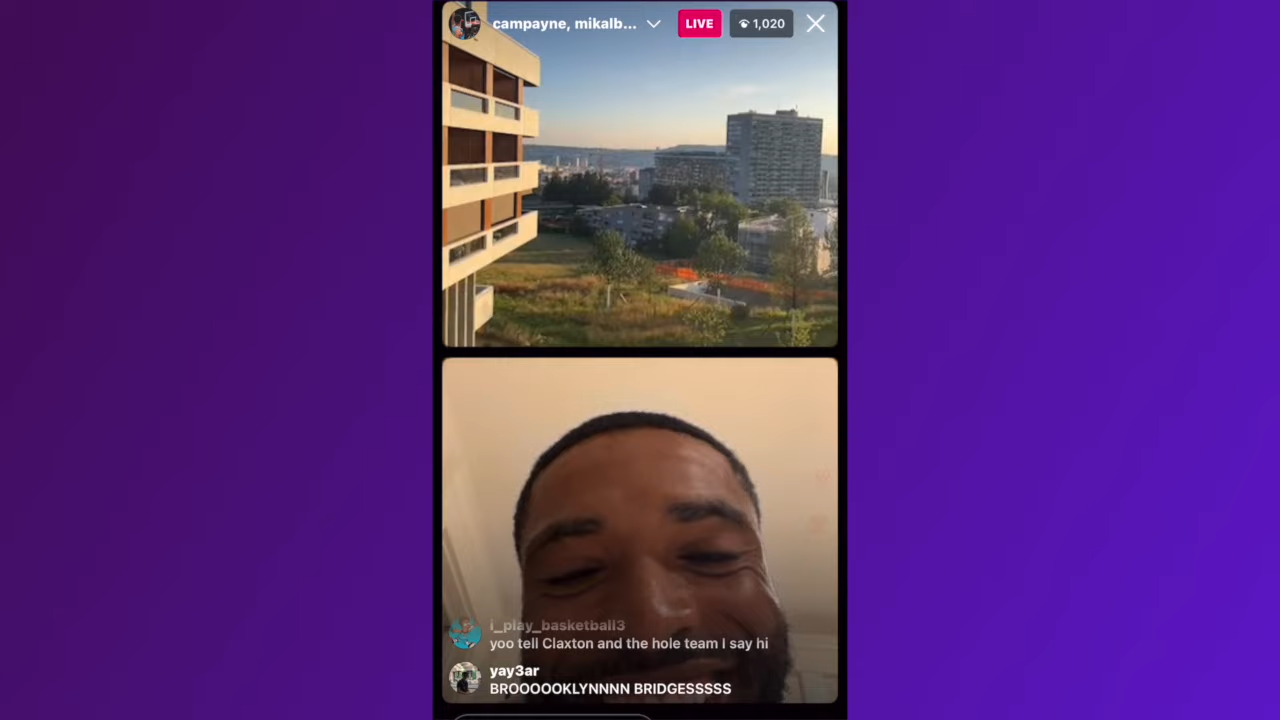 campayne, mikalb...
LIVE
1,020
i_play_basketball3
yoo tell Claxton and the hole team I say hi
yay3ar
BROOOOOKLYNNNN BRIDGESSSSS